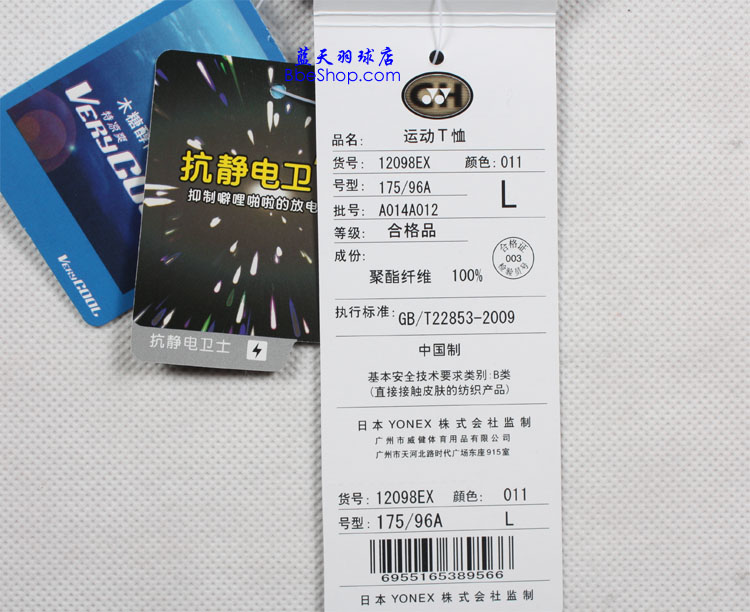 蓝天羽球店
BbeShop.com
木糖醇
特凉爽
VERYCOOL
VERYCOOL
抗静电卫士
抑制噼哩啪啦的放电
抗静电卫士
品名: 运动T恤
货号: 12098EX 颜色: 011
号型: 175/96A L
批号: A014A012
等级: 合格品
成份:
聚酯纤维 100%
合格证
003
检验员号
执行标准: GB/T22853-2009
中国制
基本安全技术要求类别:B类
(直接接触皮肤的纺织产品)
日本 YONEX 株式会社监制
广州市威健体育用品有限公司
广州市天河北路时代广场东座915室
货号: 12098EX 颜色: 011
号型: 175/96A L
6955165389566
日本 YONEX 株式会社监制